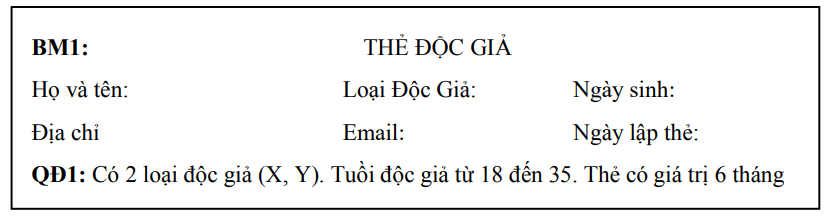 BM1: THẺ ĐỘC GIẢ
Họ và tên: Loại Độc Giả: Ngày sinh:
Địa chỉ Email: Ngày lập thẻ:
QĐ1: Có 2 loại độc giả (X, Y). Tuổi độc giả từ 18 đến 35. Thẻ có giá trị 6 tháng